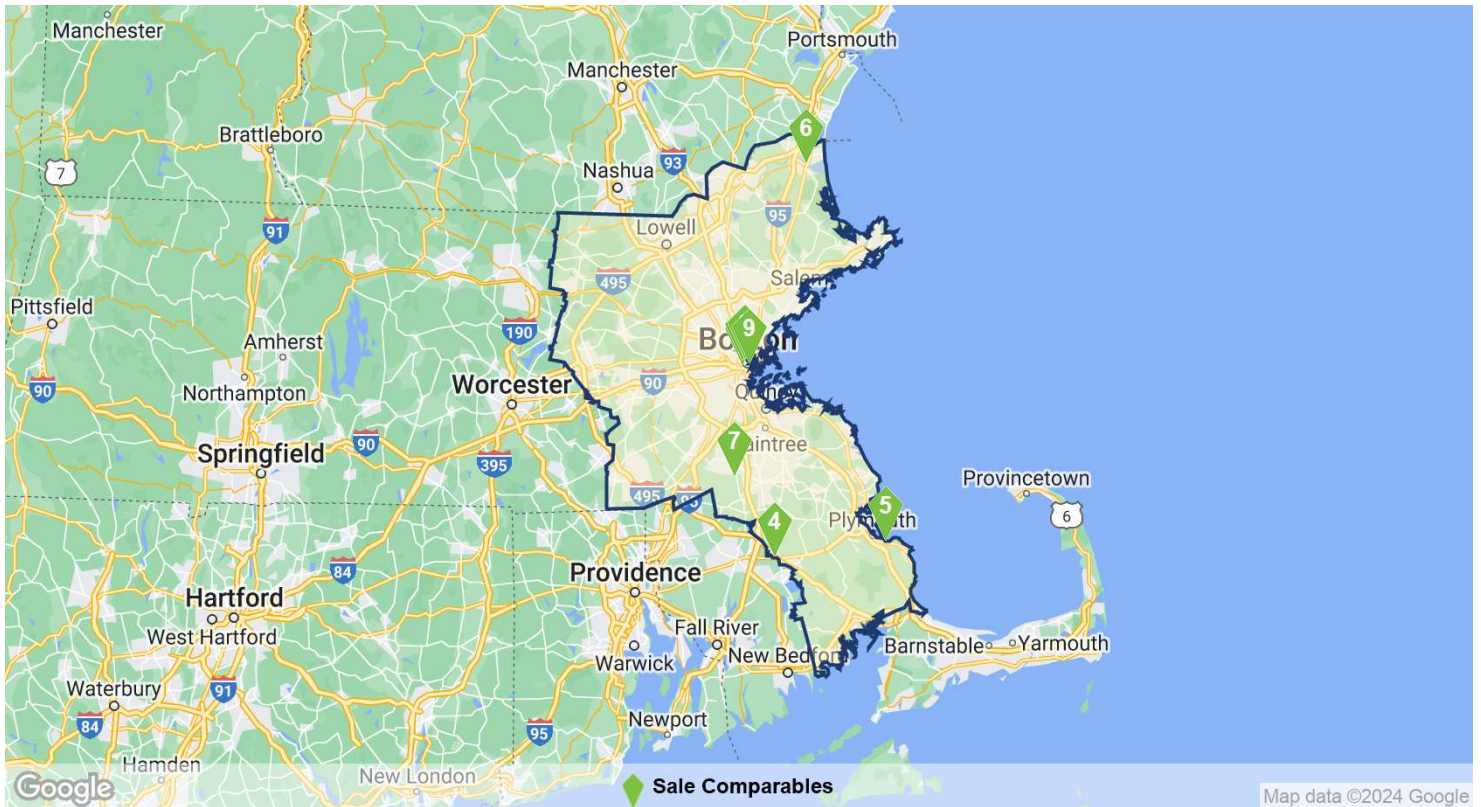 Manchester
Portsmouth
Manchester
6
Brattleboro
93
Nashua
7
95
91
Lowell
495
Salem
Pittsfield
190
Amherst
9
Boston
Worcester
90
Quincy
Northampton
90
7
Braintree
Springfield
90
395
Provincetown
495
95
5
6
4
Plymouth
84
Providence
Hartford
West Hartford
Fall River
Barnstable
Yarmouth
Warwick
New Bedford
Waterbury
91
84
Newport
95
Hamden
New London
Google
Sale Comparables
Map data ©2024 Google